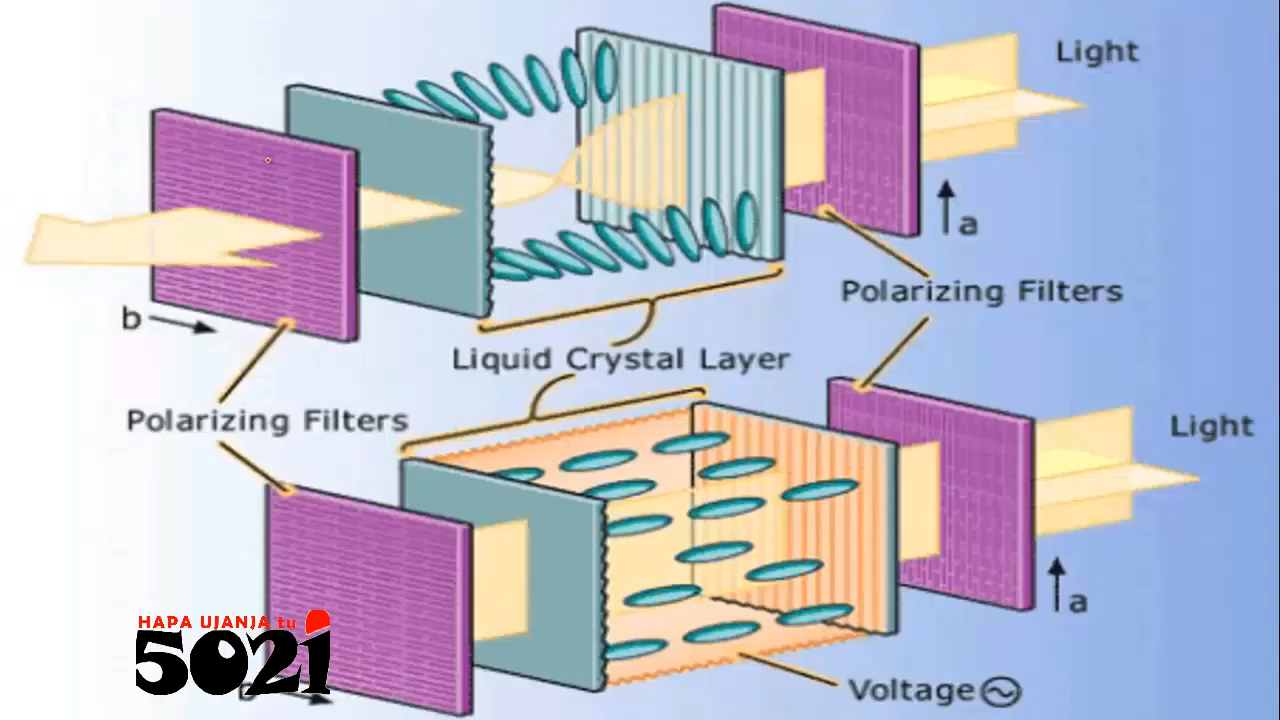 Light
a
Polarizing Filters
b
Liquid Crystal Layer
Polarizing Filters
Light
a
Voltage
HAPA UJANJA tu
5021